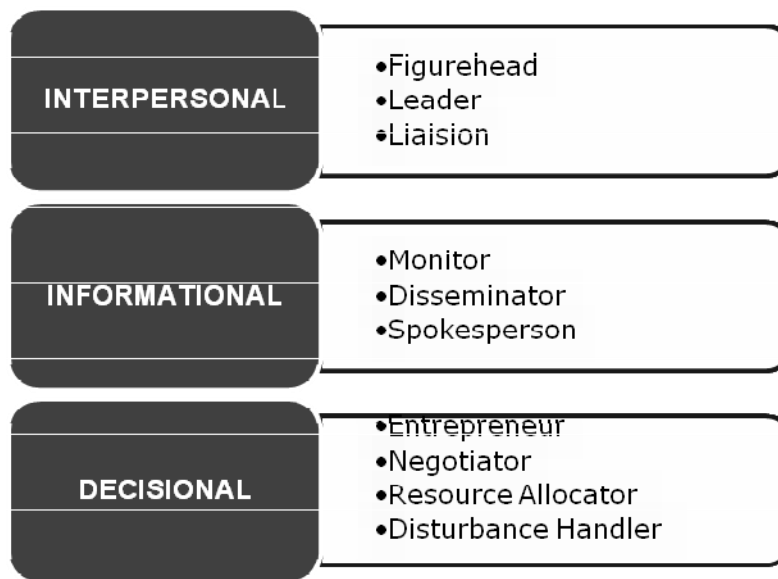 INTERPERSONAL
•Figurehead
•Leader
•Liaision
INFORMATIONAL
•Monitor
•Disseminator
•Spokesperson
DECISIONAL
•Entrepreneur
•Negotiator
•Resource Allocator
•Disturbance Handler